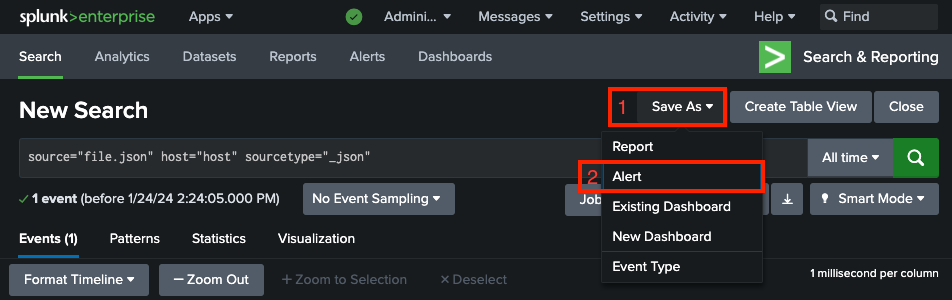 splunk>enterprise Apps Admini... Messages Settings Activity Help Find
Search Analytics Datasets Reports Alerts Dashboards Search & Reporting
New Search 1 Save As Create Table View Close
Report
source="file.json" host="host" sourcetype="_json" All time
2 Alert
1 event (before 1/24/24 2:24:05.000 PM) No Event Sampling Job Smart Mode
Existing Dashboard
New Dashboard
Events (1) Patterns Statistics Visualization
Event Type
Format Timeline — Zoom Out + Zoom to Selection × Deselect 1 millisecond per column